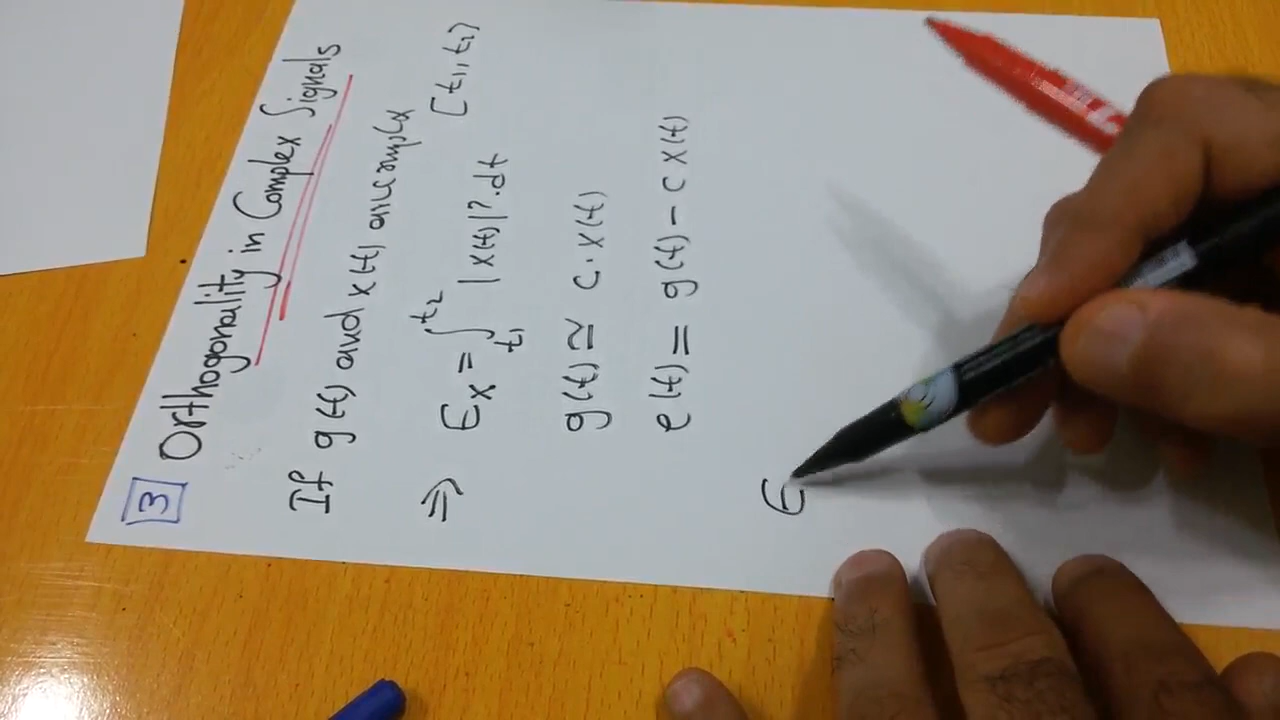 3 Orthogonality in Complex Signals
If g(t) and x(t) are complex
⇒ Ex = ∫t1t2 |x(t)|².dt [t1, t2]
g(t) ≃ c . x(t)
e(t) = g(t) - c x(t)
E